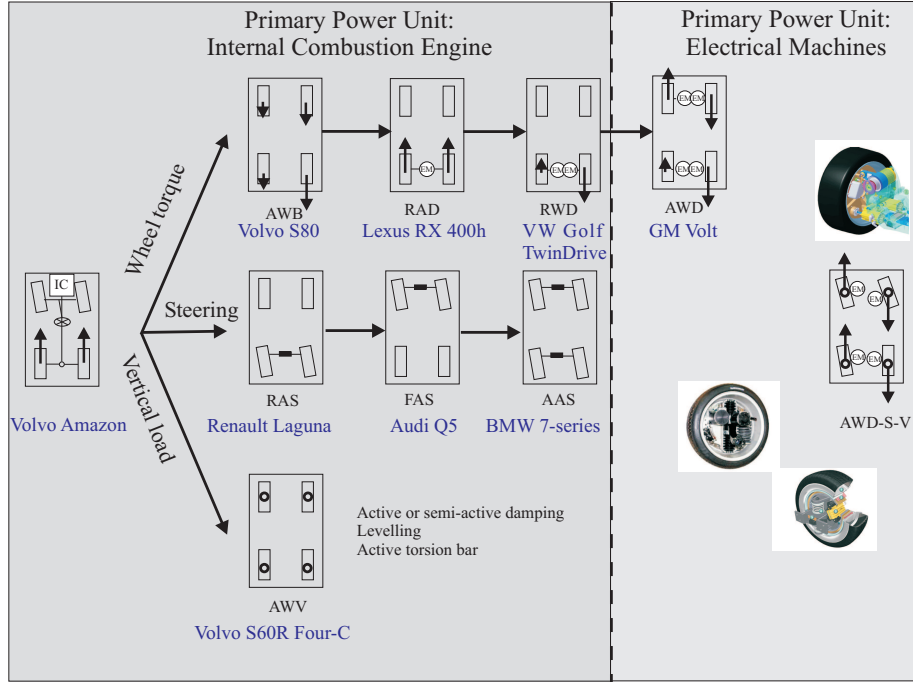 Primary Power Unit:
Internal Combustion Engine
Primary Power Unit:
Electrical Machines
Wheel torque
Steering
Vertical load
IC
Volvo Amazon
AWB
Volvo S80
EM
RAD
Lexus RX 400h
EM EM
RWD
VW Golf
TwinDrive
EM EM
EM EM
AWD
GM Volt
RAS
Renault Laguna
FAS
Audi Q5
AAS
BMW 7-series
EM EM
EM EM
AWD-S-V
AWV
Volvo S60R Four-C
Active or semi-active damping
Levelling
Active torsion bar